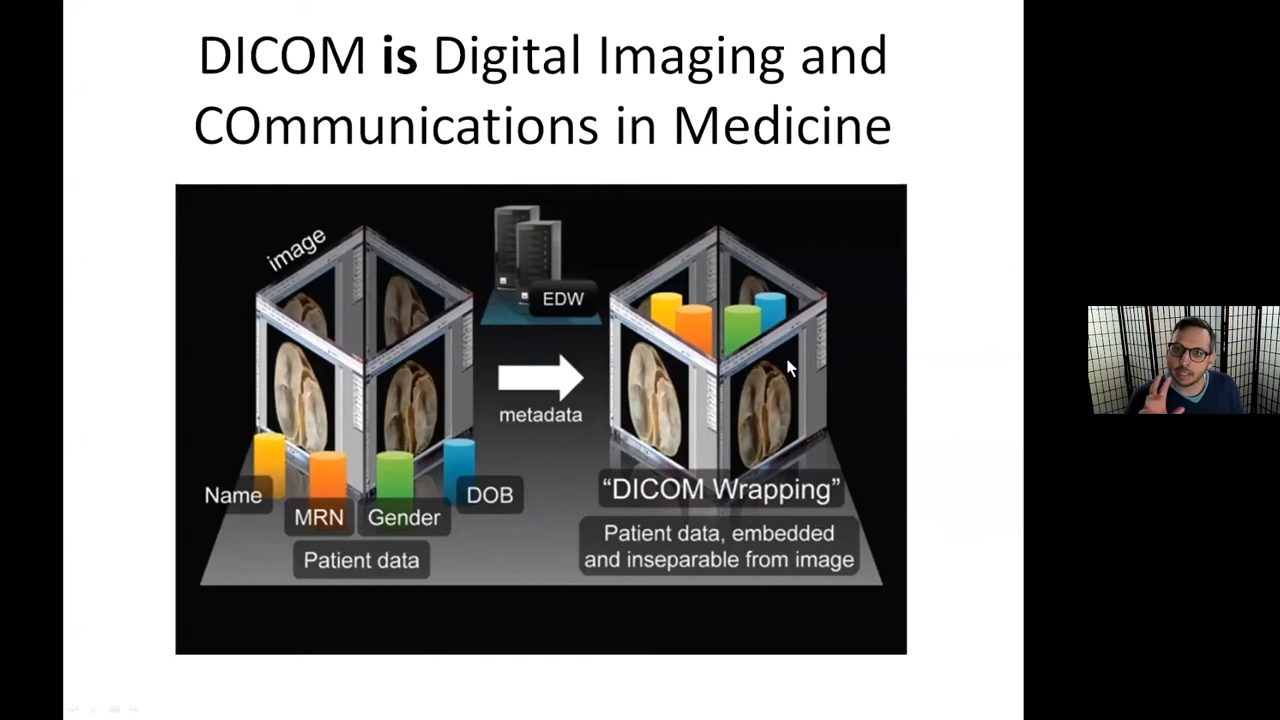 DICOM is Digital Imaging and
COmmunications in Medicine
image
EDW
metadata
Name
MRN
Gender
DOB
Patient data
“DICOM Wrapping”
Patient data, embedded
and inseparable from image